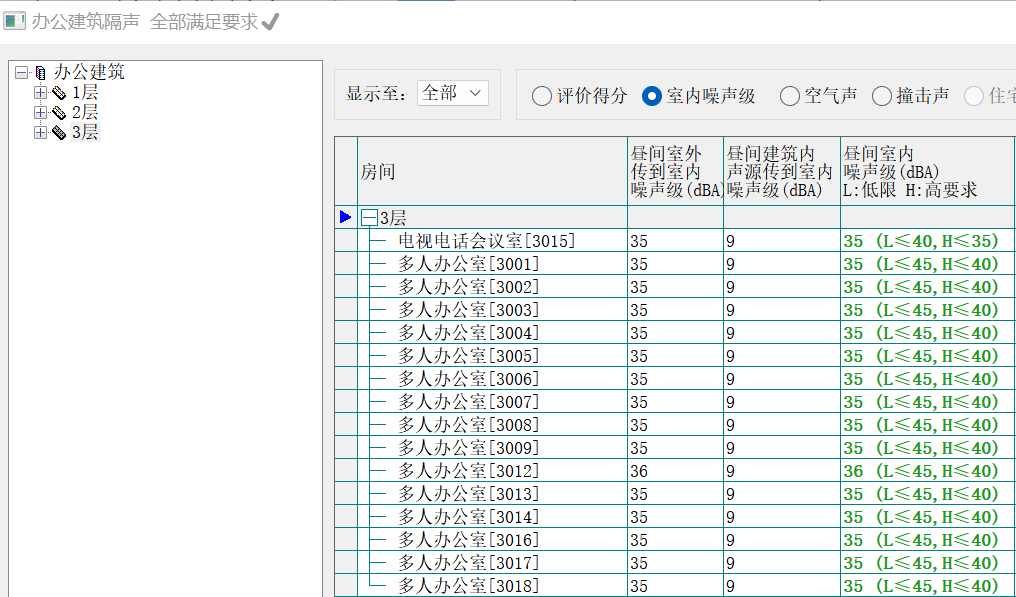 办公建筑隔声 全部满足要求✔
办公建筑
1层
2层
3层
显示至： 全部
评价得分 室内噪声级 空气声 撞击声 住宅
房间 昼间室外传到室内噪声级(dBA) 昼间建筑内声源传到室内噪声级(dBA) 昼间室内噪声级(dBA) L:低限 H:高要求
3层
电视电话会议室[3015] 35 9 35 (L≤40,H≤35)
多人办公室[3001] 35 9 35 (L≤45,H≤40)
多人办公室[3002] 35 9 35 (L≤45,H≤40)
多人办公室[3003] 35 9 35 (L≤45,H≤40)
多人办公室[3004] 35 9 35 (L≤45,H≤40)
多人办公室[3005] 35 9 35 (L≤45,H≤40)
多人办公室[3006] 35 9 35 (L≤45,H≤40)
多人办公室[3007] 35 9 35 (L≤45,H≤40)
多人办公室[3008] 35 9 35 (L≤45,H≤40)
多人办公室[3009] 35 9 35 (L≤45,H≤40)
多人办公室[3012] 36 9 36 (L≤45,H≤40)
多人办公室[3013] 35 9 35 (L≤45,H≤40)
多人办公室[3014] 35 9 35 (L≤45,H≤40)
多人办公室[3016] 35 9 35 (L≤45,H≤40)
多人办公室[3017] 35 9 35 (L≤45,H≤40)
多人办公室[3018] 35 9 35 (L≤45,H≤40)